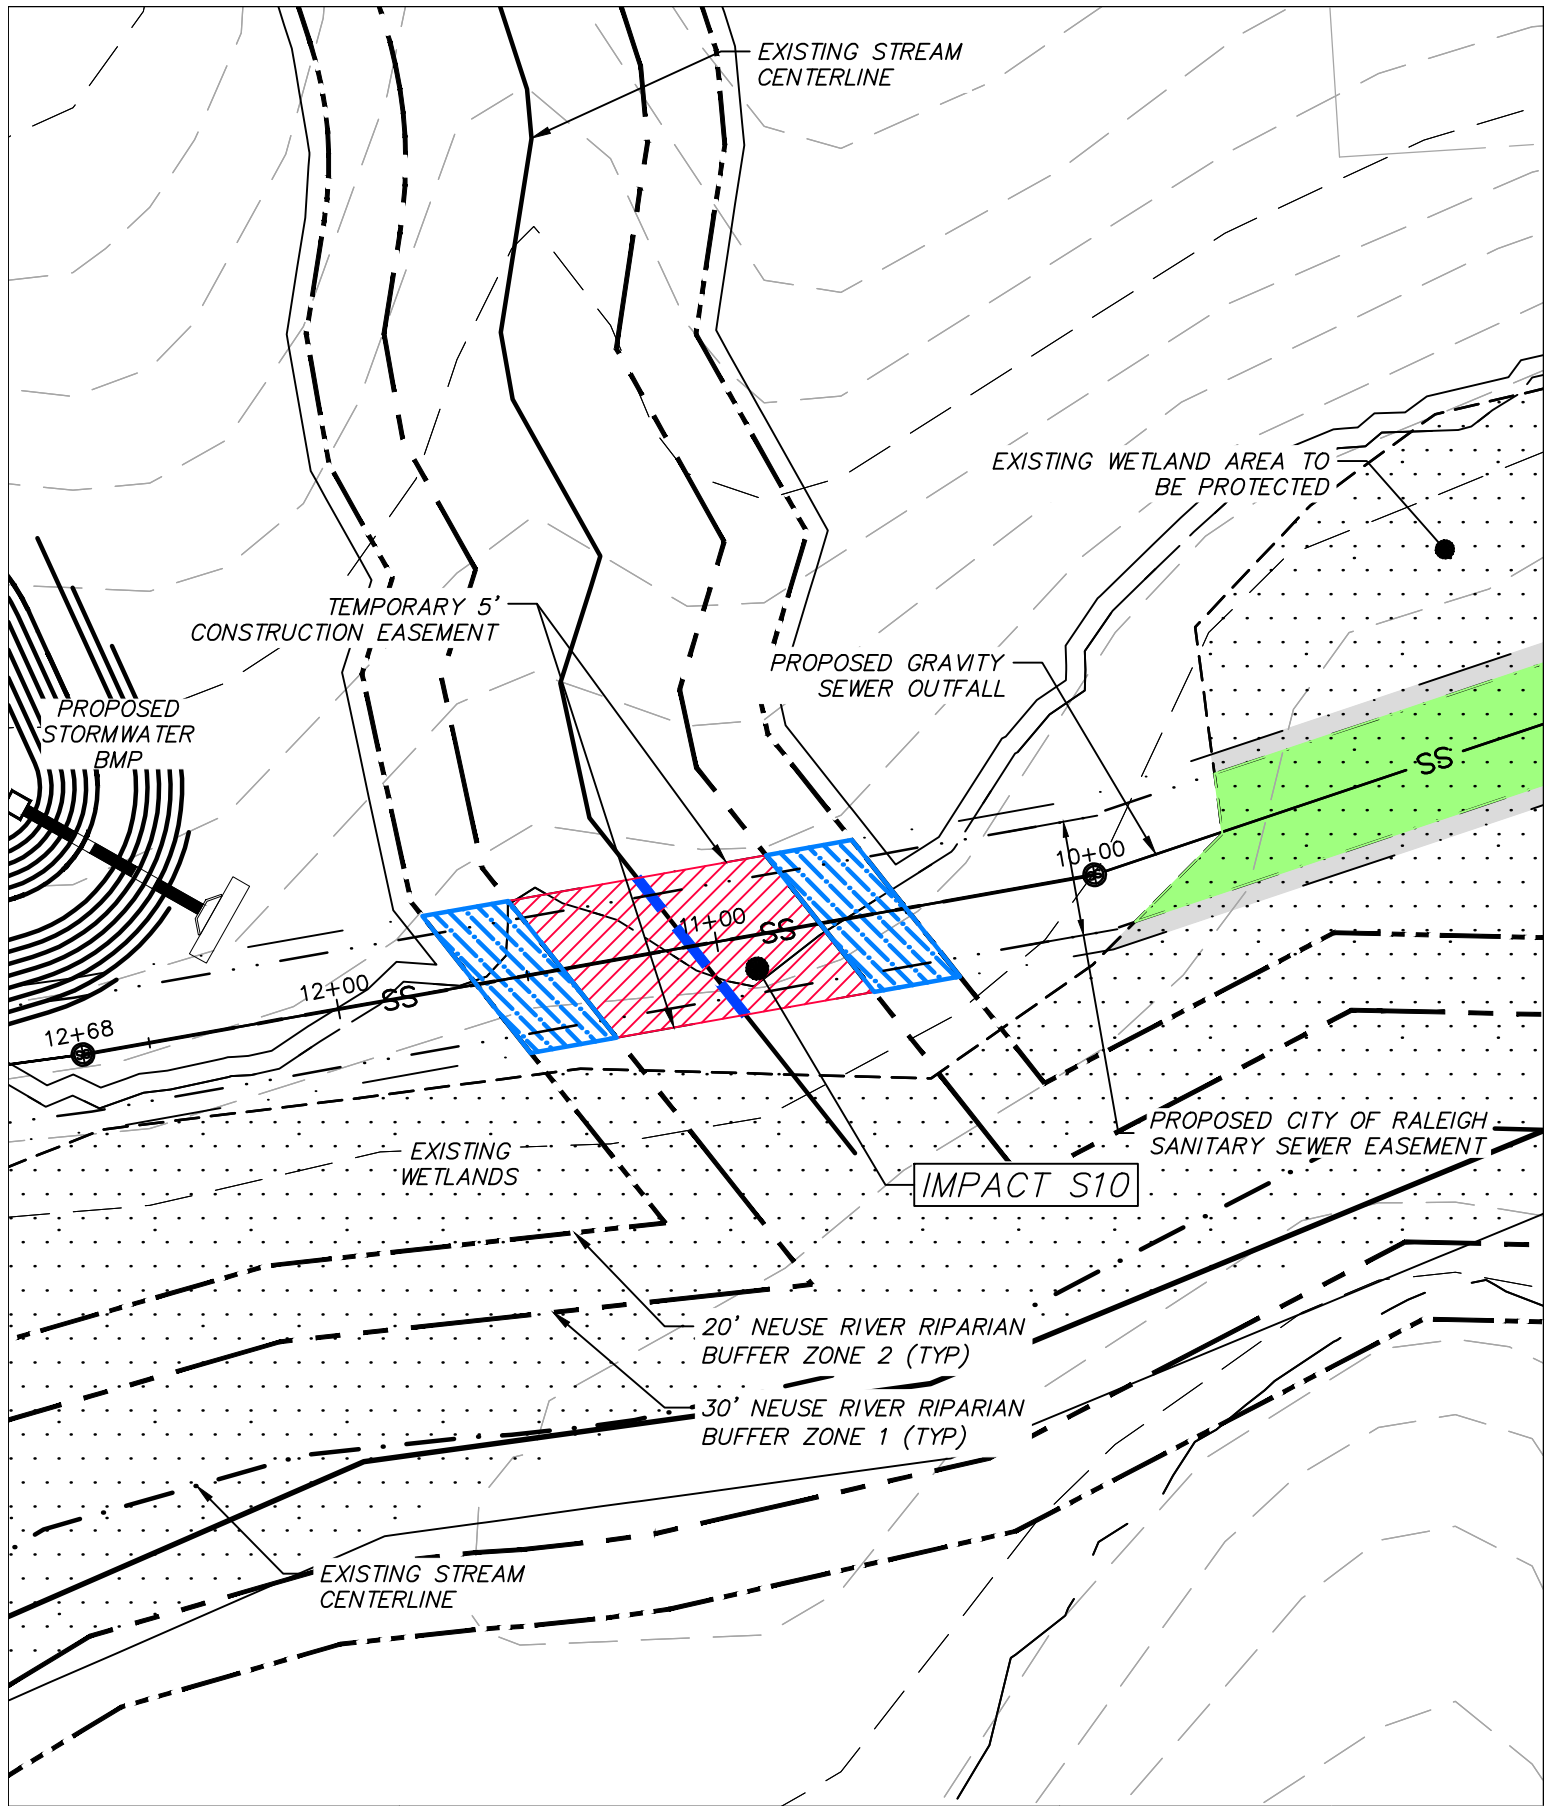 EXISTING STREAM
CENTERLINE
EXISTING WETLAND AREA TO
BE PROTECTED
TEMPORARY 5'
CONSTRUCTION EASEMENT
PROPOSED GRAVITY
SEWER OUTFALL
PROPOSED
STORMWATER
BMP
SS
10+00
11+00
SS
12+00
SS
12+68
PROPOSED CITY OF RALEIGH
SANITARY SEWER EASEMENT
EXISTING
WETLANDS
IMPACT S10
20' NEUSE RIVER RIPARIAN
BUFFER ZONE 2 (TYP)
30' NEUSE RIVER RIPARIAN
BUFFER ZONE 1 (TYP)
EXISTING STREAM
CENTERLINE